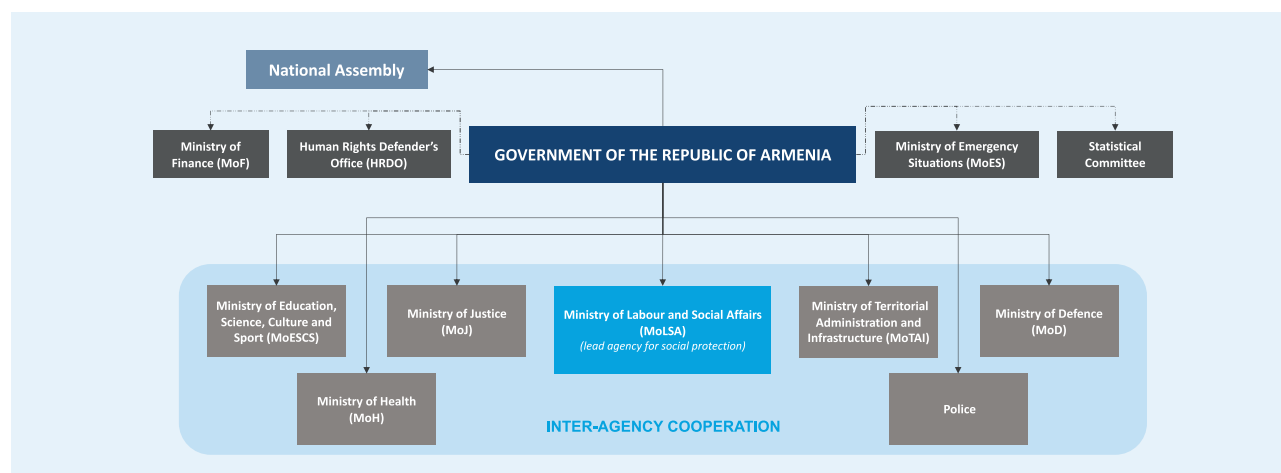 National Assembly
Ministry of
Finance (MoF)
Human Rights Defender’s
Office (HRDO)
GOVERNMENT OF THE REPUBLIC OF ARMENIA
Ministry of Emergency
Situations (MoES)
Statistical
Committee
Ministry of Education,
Science, Culture and
Sport (MoESCS)
Ministry of Justice
(MoJ)
Ministry of Labour and Social Affairs
(MoLSA)
(lead agency for social protection)
Ministry of Territorial
Administration and
Infrastructure (MoTAI)
Ministry of Defence
(MoD)
Ministry of Health
(MoH)
Police
INTER-AGENCY COOPERATION